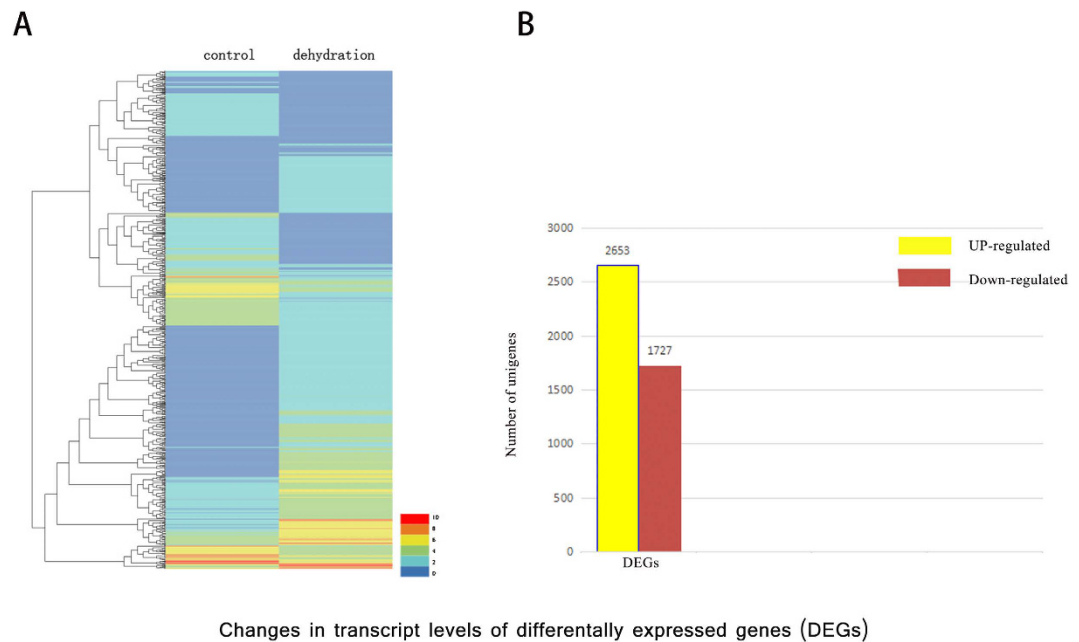 A
B
control
dehydration
10
8
6
4
2
0
3000
2500
2000
1500
1000
500
0
Number of unigenes
2653
1727
UP-regulated
Down-regulated
DEGs
Changes in transcript levels of differentally expressed genes (DEGs)